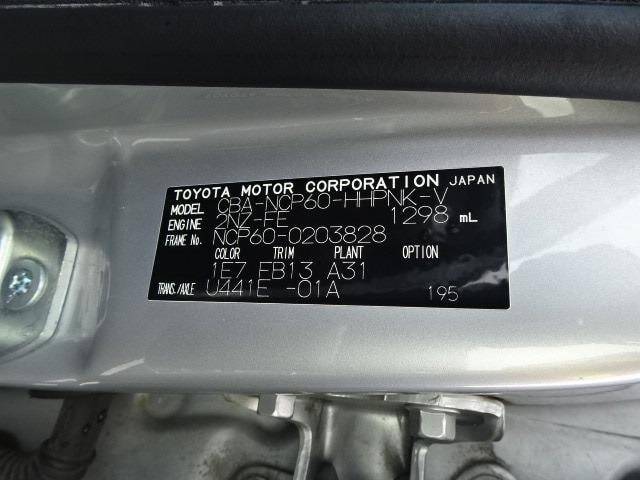 TOYOTA MOTOR CORPORATION JAPAN
MODEL CBA-NCP60-HHPNK-V
ENGINE 2NZ-FE 1298 mL
FRAME No. NCP60-0203828
COLOR TRIM PLANT OPTION
1E7 FB13 A31
TRANS./AXLE U441E -01A 195